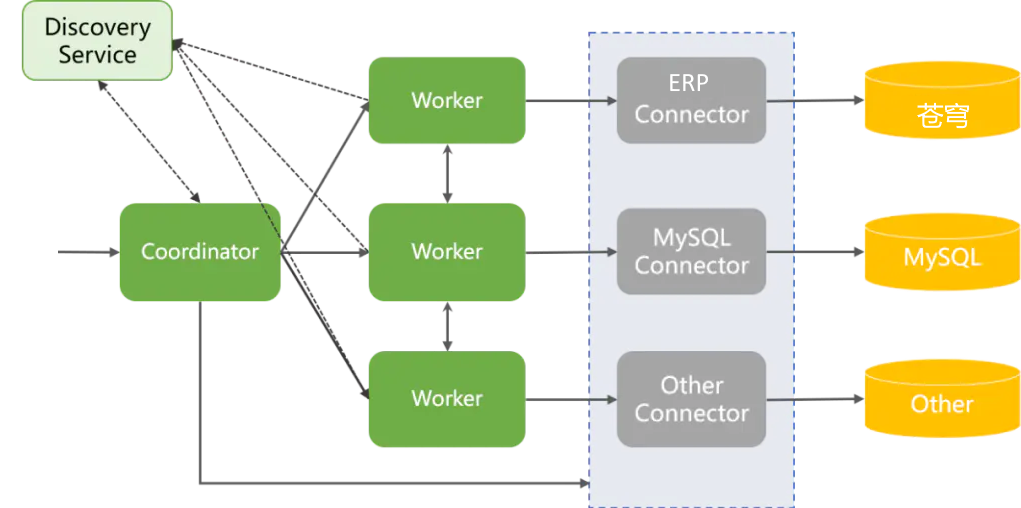 Discovery
Service
Worker
ERP
Connector
苍穹
Coordinator
Worker
MySQL
Connector
MySQL
Worker
Other
Connector
Other